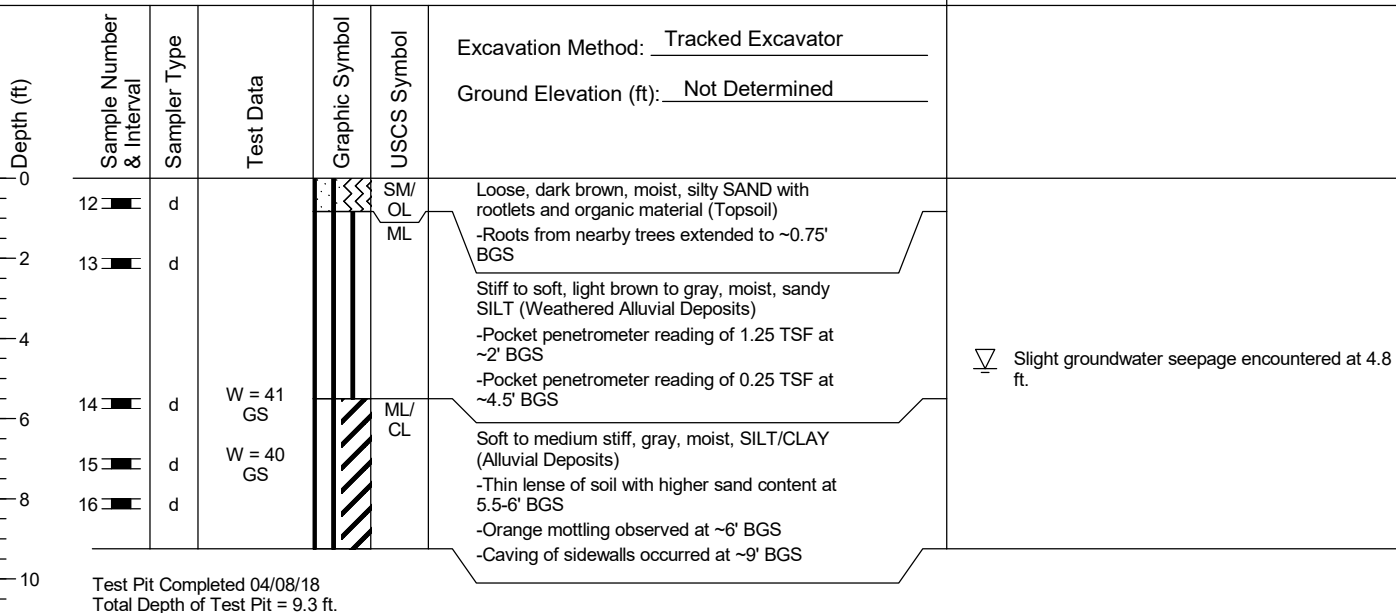 Depth (ft)
Sample Number
& Interval
Sampler Type
Test Data
Graphic Symbol
USCS Symbol
Excavation Method: Tracked Excavator
Ground Elevation (ft): Not Determined
0
2
4
6
8
10
12
13
14
15
16
d
d
d
d
d
W = 41
GS
W = 40
GS
SM/
OL
ML
ML/
CL
Loose, dark brown, moist, silty SAND with
rootlets and organic material (Topsoil)
-Roots from nearby trees extended to ~0.75'
BGS
Stiff to soft, light brown to gray, moist, sandy
SILT (Weathered Alluvial Deposits)
-Pocket penetrometer reading of 1.25 TSF at
~2' BGS
-Pocket penetrometer reading of 0.25 TSF at
~4.5' BGS
Soft to medium stiff, gray, moist, SILT/CLAY
(Alluvial Deposits)
-Thin lense of soil with higher sand content at
5.5-6' BGS
-Orange mottling observed at ~6' BGS
-Caving of sidewalls occurred at ~9' BGS
Slight groundwater seepage encountered at 4.8
ft.
Test Pit Completed 04/08/18
Total Depth of Test Pit = 9.3 ft.